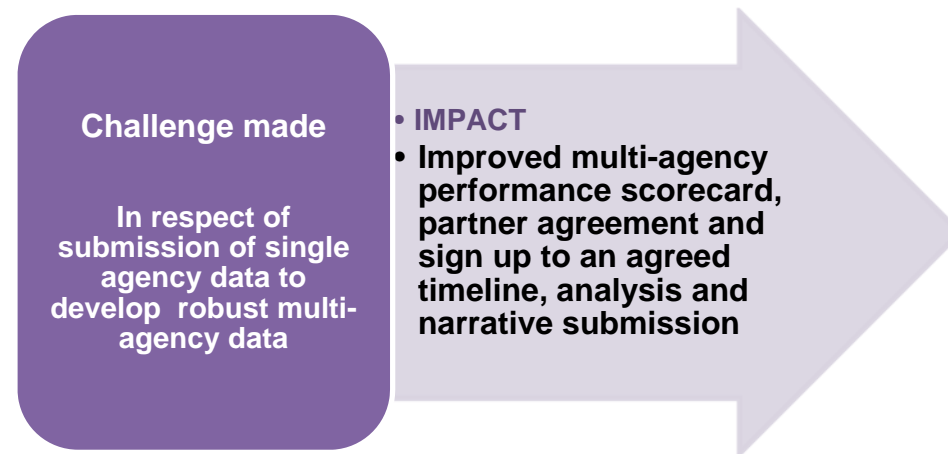 Challenge made
In respect of
submission of single
agency data to
develop  robust multi-
agency data
• IMPACT
• Improved multi-agency
performance scorecard,
partner agreement and
sign up to an agreed
timeline, analysis and
narrative submission